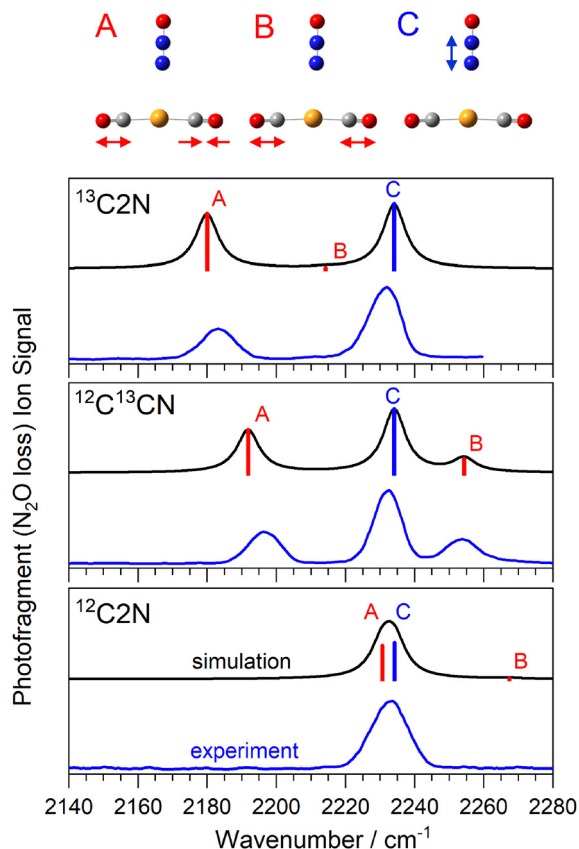 A B C
¹³C2N
A
B
C
¹²C¹³CN
A
C
B
¹²C2N
A
C
B
simulation
experiment
Photofragment (N₂O loss) Ion Signal
2140 2160 2180 2200 2220 2240 2260 2280
Wavenumber / cm⁻¹